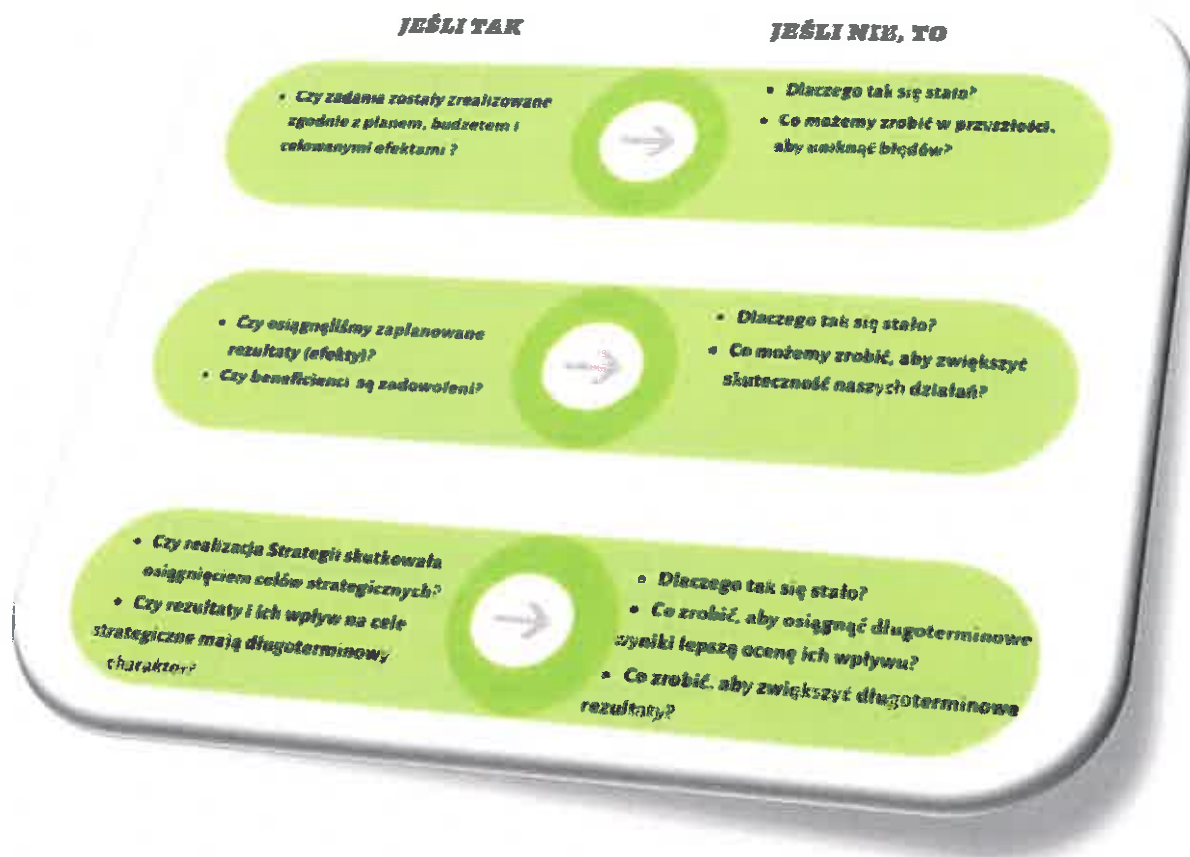 JEŚLI TAK
JEŚLI NIE, TO
• Czy zadania zostały zrealizowane
zgodnie z planem, budżetem i
celowanymi efektami ?
• Dlaczego tak się stało?
• Co możemy zrobić w przyszłości,
aby uniknąć błędów?
• Czy osiągnęliśmy zaplanowane
rezultaty (efekty)?
• Czy beneficienci są zadowoleni?
• Dlaczego tak się stało?
• Co możemy zrobić, aby zwiększyć
skuteczność naszych działań?
• Czy realizacja Strategii skutkowała
osiągnięciem celów strategicznych?
• Czy rezultaty i ich wpływ na cele
strategiczne mają długoterminowy
charakter?
• Dlaczego tak się stało?
• Co zrobić, aby osiągnąć długoterminowe
wyniki lepszą ocenę ich wpływu?
• Co zrobić, aby zwiększyć długoterminowe
rezultaty?